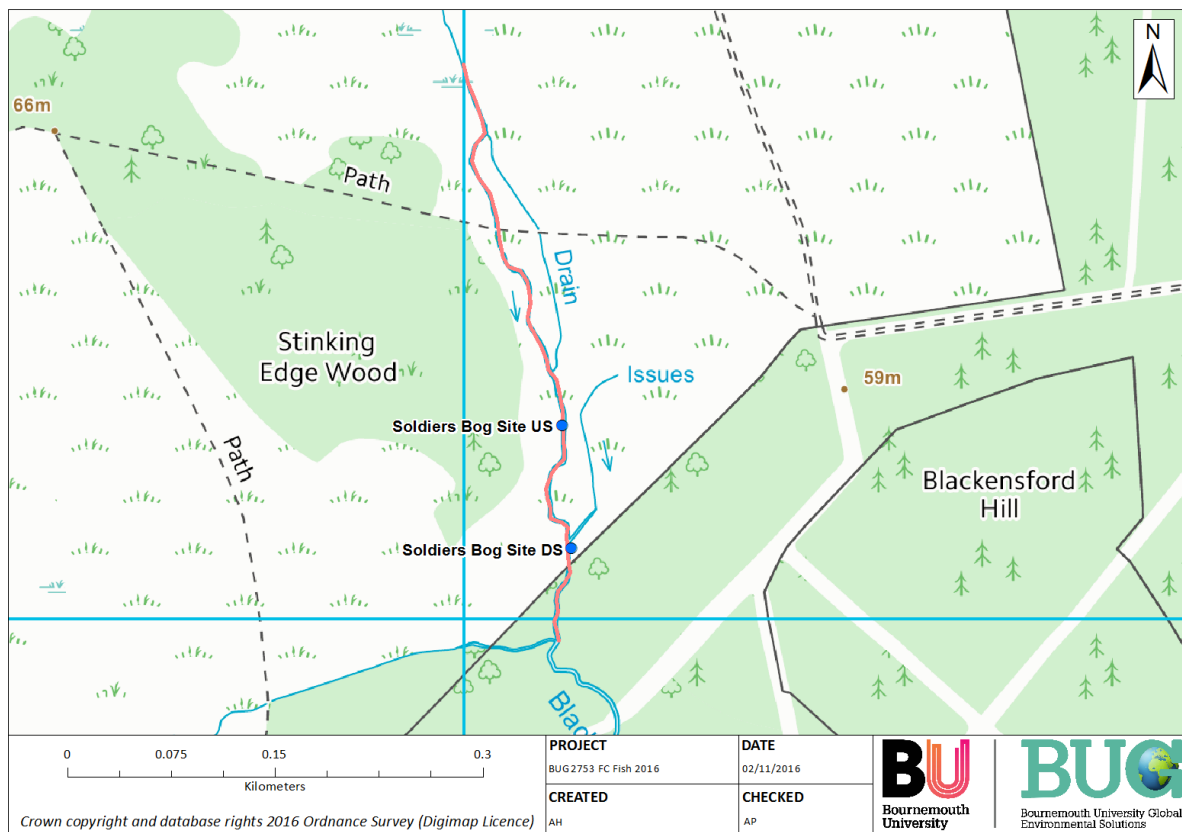 N
66m
Path
Drain
Stinking
Edge Wood
Issues
59m
Soldiers Bog Site US
Path
Blackensford
Hill
Soldiers Bog Site DS
Blac
0 0.075 0.15 0.3
Kilometers
Crown copyright and database rights 2016 Ordnance Survey (Digimap Licence)
PROJECT
BUG2753 FC Fish 2016
DATE
02/11/2016
CREATED
AH
CHECKED
AP
BU
Bournemouth
University
BUG
Bournemouth University Global
Environmental Solutions